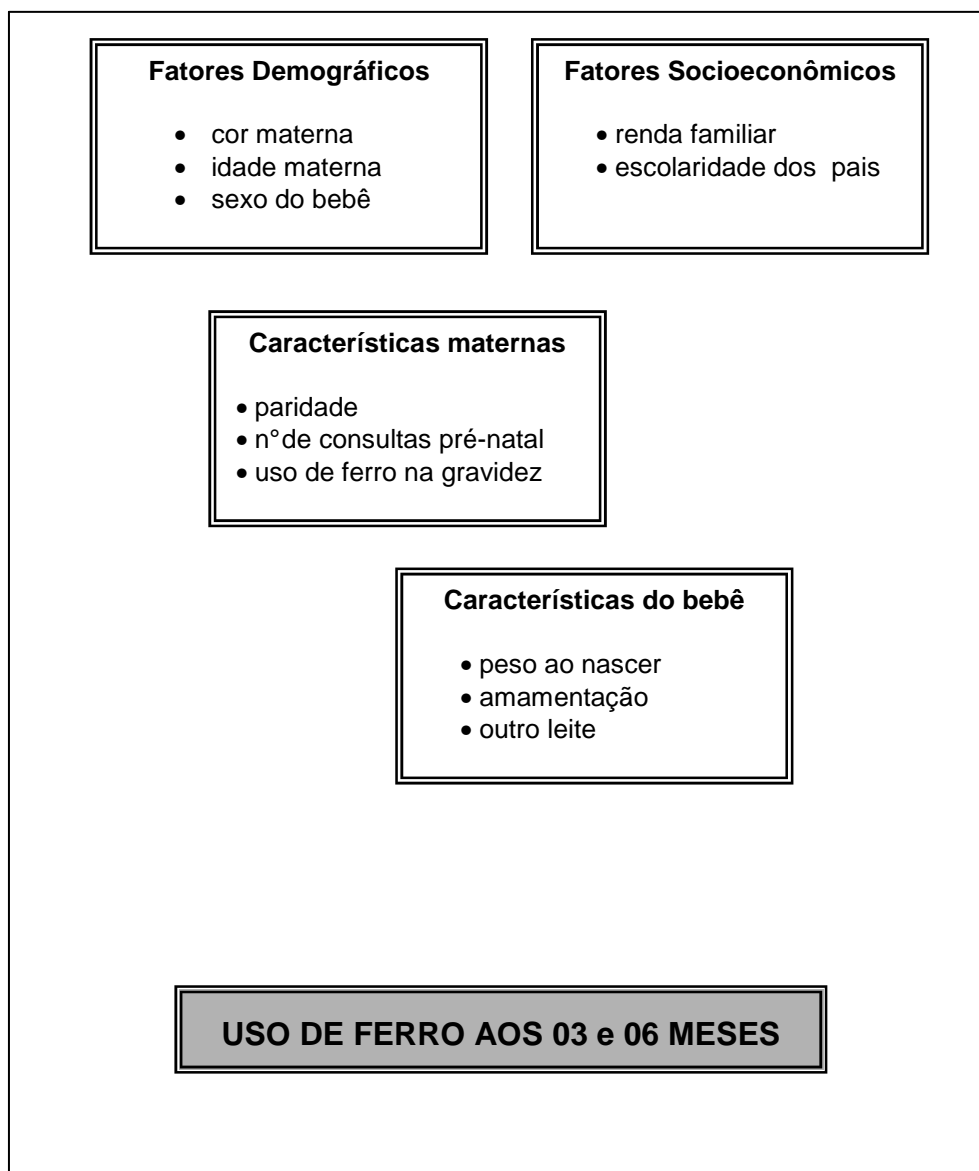 Fatores Demográficos
• cor materna
• idade materna
• sexo do bebê
Fatores Socioeconômicos
• renda familiar
• escolaridade dos pais
Característícas maternas
• paridade
• n° de consultas pré-natal
• uso de ferro na gravidez
Características do bebê
• peso ao nascer
• amamentação
• outro leite
USO DE FERRO AOS 03 e 06 MESES